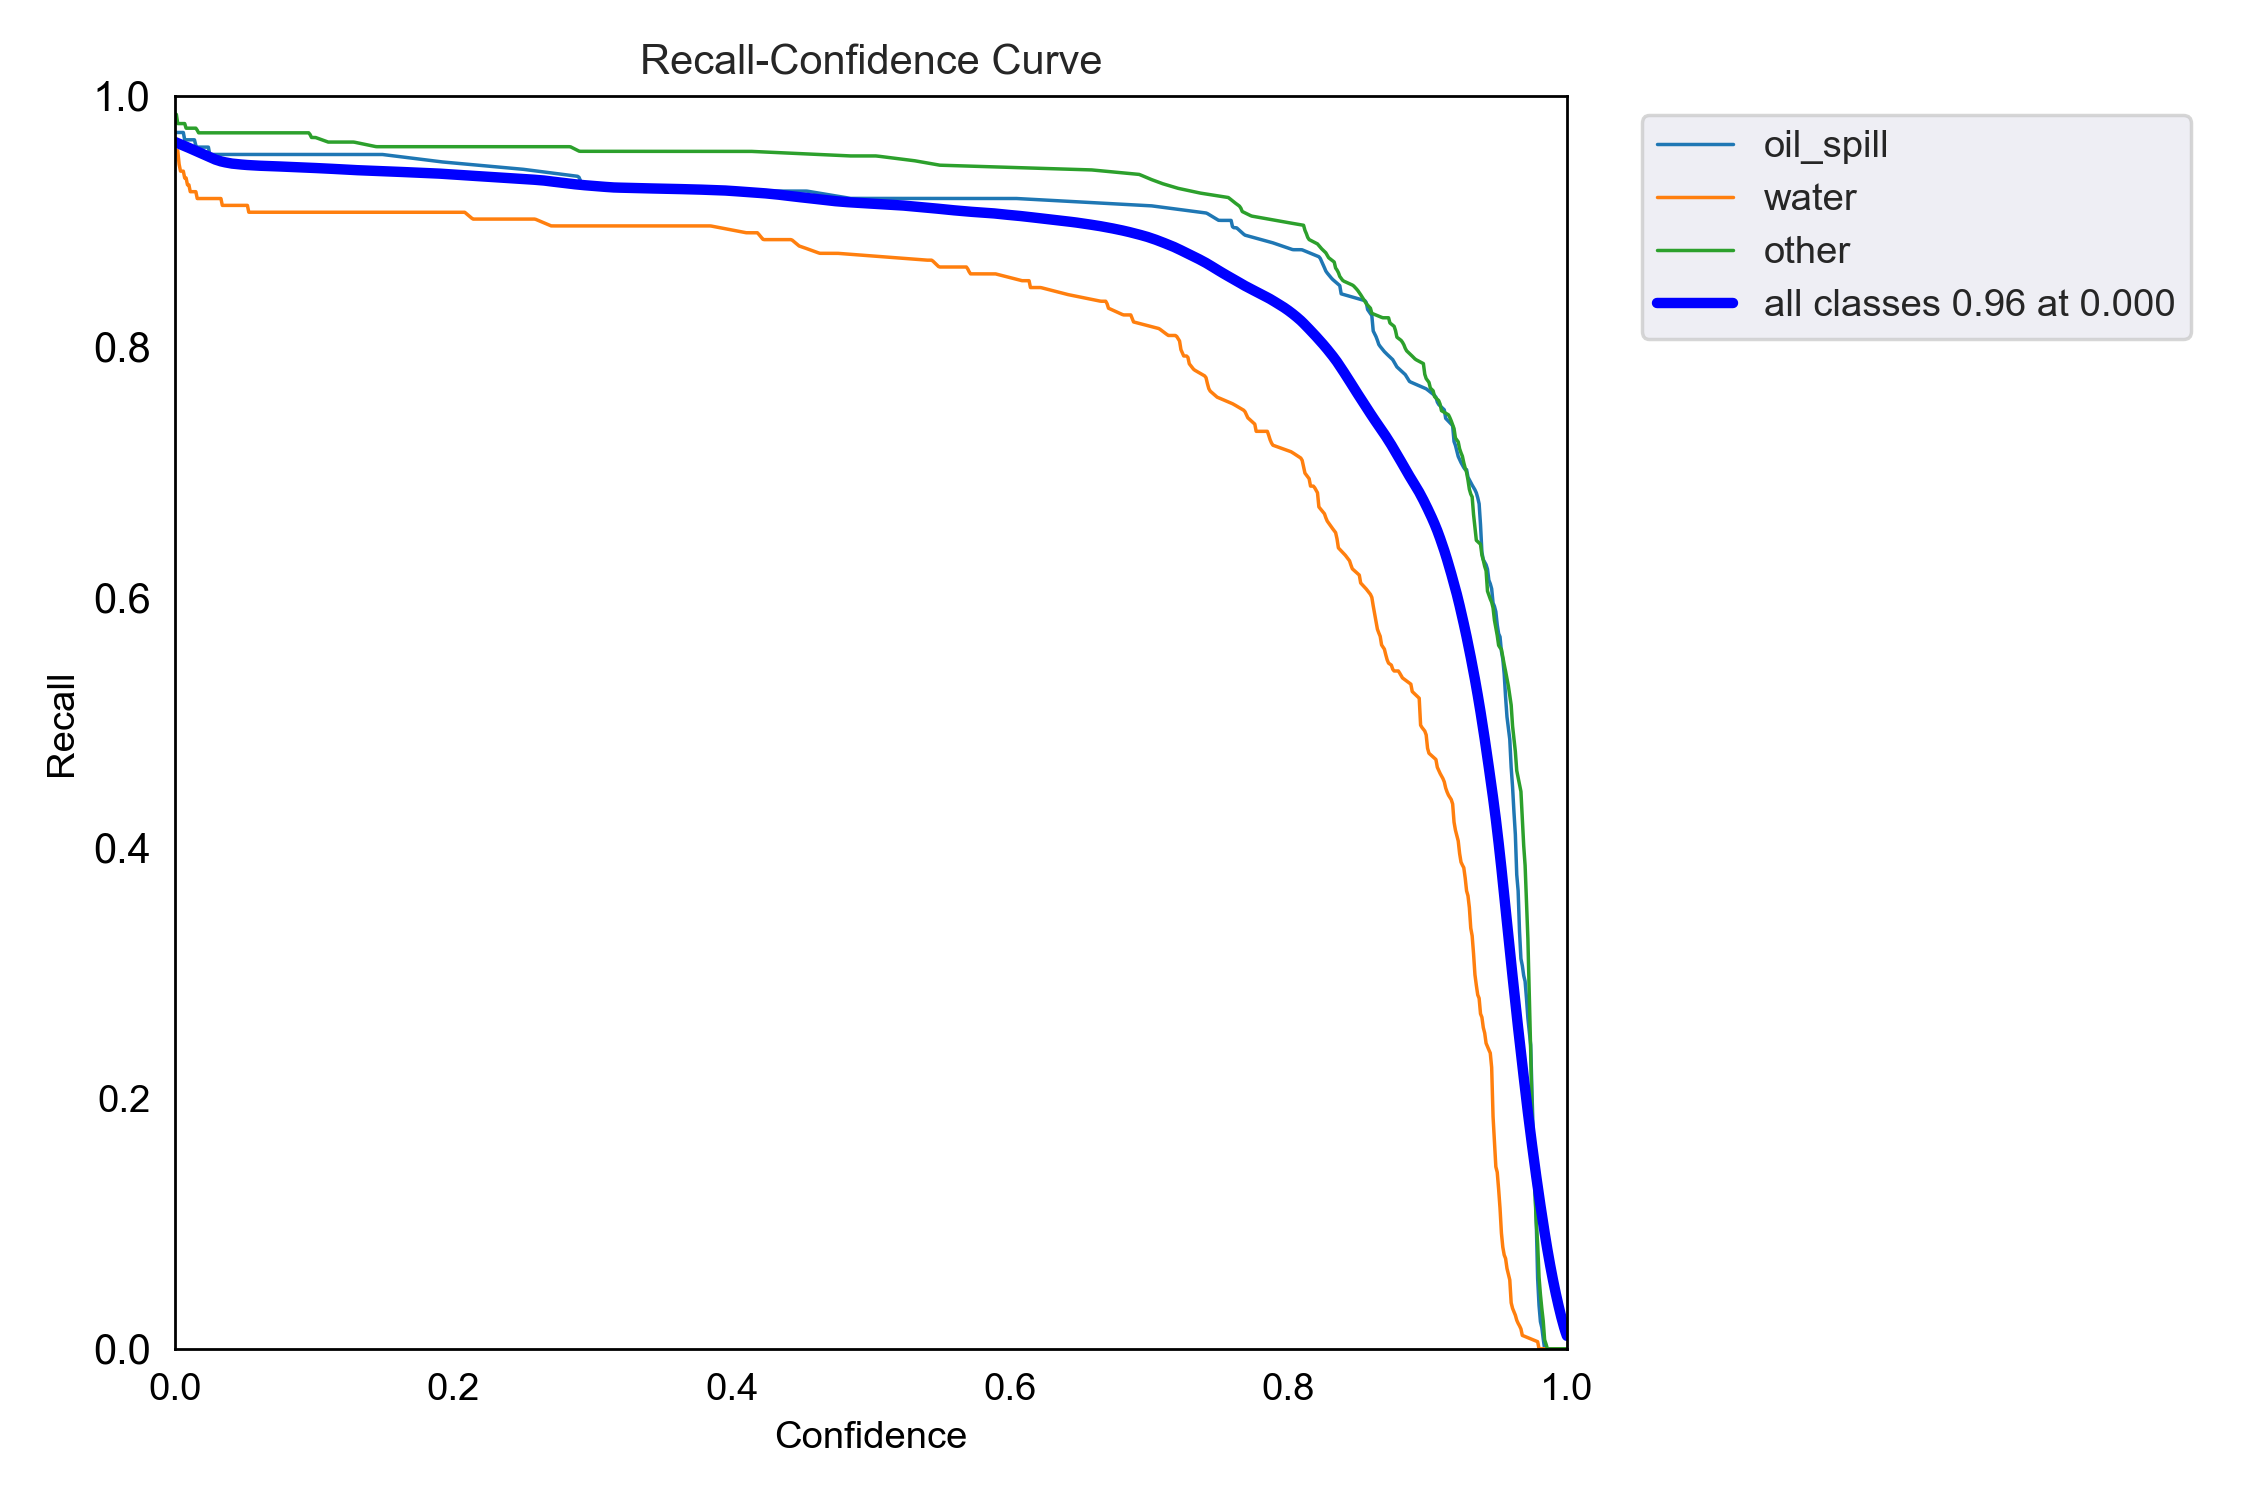 Recall-Confidence Curve
1.0
0.8
0.6
0.4
0.2
0.0
Recall
0.0 0.2 0.4 0.6 0.8 1.0
Confidence
oil_spill
water
other
all classes 0.96 at 0.000